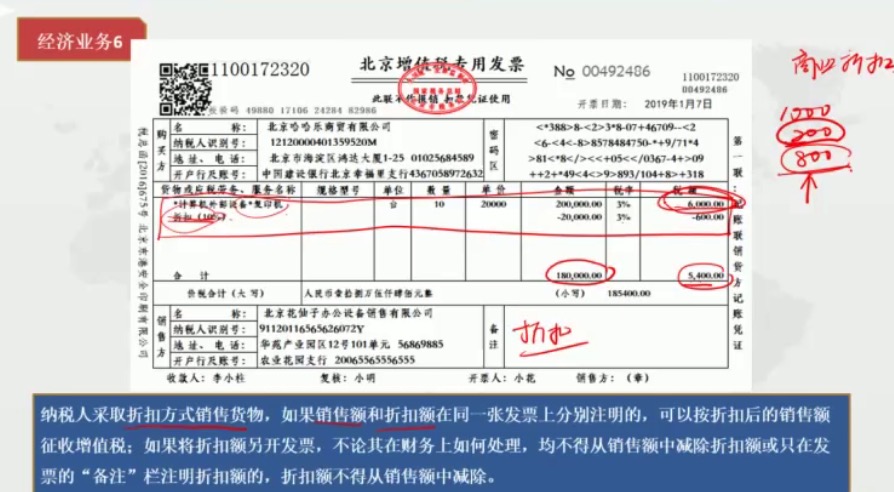 经济业务6
商业折扣
1000
200
800
1100172320
北京增值税专用发票
No 00492486
1100172320
00492486
此联不作报销、扣税凭证使用
开票日期： 2019年1月7日
校验码 49880 17106 24284 82986
税总函[2016]675号 北京东港安全印刷有限公司
购买方
名 称： 北京哈哈乐商贸有限公司
纳税人识别号： 1212000401359520M
地址、电话： 北京市海淀区鸿达大厦1-25 01025684589
开户行及账号： 中国建设银行北京幸福里支行4367058972632
密码区
<*388>8-<2>3*8-07+46709--<2
<6-<4<-8>8578484750-*+9/71*4
>81<*8</><<+05<</0367-4+>09
++2+*49<4<>9>893/104+8>+318
第一联：记账联 销货方记账凭证
货物或应税劳务、服务名称 规格型号 单位 数量 单价 金额 税率 税额
*计算机外部设备*复印机 台 10 20000 200,000.00 3% 6,000.00
折扣（10%） -20,000.00 3% -600.00
合 计 180,000.00 5,400.00
价税合计（大写） 人民币壹拾捌万伍仟肆佰元整 （小写） 185400.00
销售方
名 称： 北京花仙子办公设备销售有限公司
纳税人识别号： 91120116565626072Y
地址、电话： 华苑产业园区12号101单元 56869885
开户行及账号： 农业花园支行 20065565556555
备注
折扣
收款人：李小柱 复核：小明 开票人：小花 销售方：（章）
纳税人采取折扣方式销售货物，如果销售额和折扣额在同一张发票上分别注明的，可以按折扣后的销售额
征收增值税；如果将折扣额另开发票，不论其在财务上如何处理，均不得从销售额中减除折扣额或只在发
票的“备注”栏注明折扣额的，折扣额不得从销售额中减除。